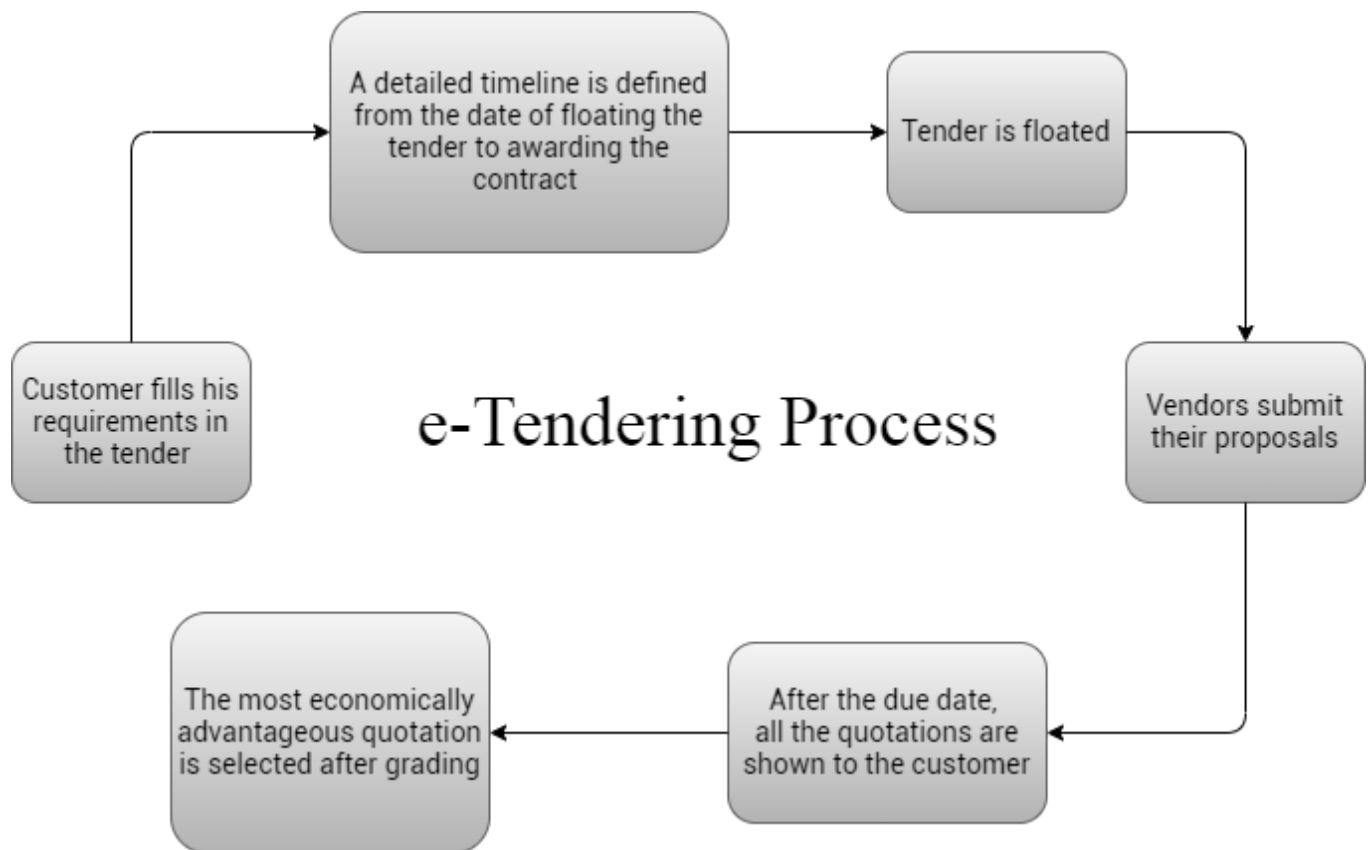 A detailed timeline is defined
from the date of floating the
tender to awarding the
contract
Tender is floated
Customer fills his
requirements in
the tender
e-Tendering Process
Vendors submit
their proposals
The most economically
advantageous quotation
is selected after grading
After the due date,
all the quotations are
shown to the customer